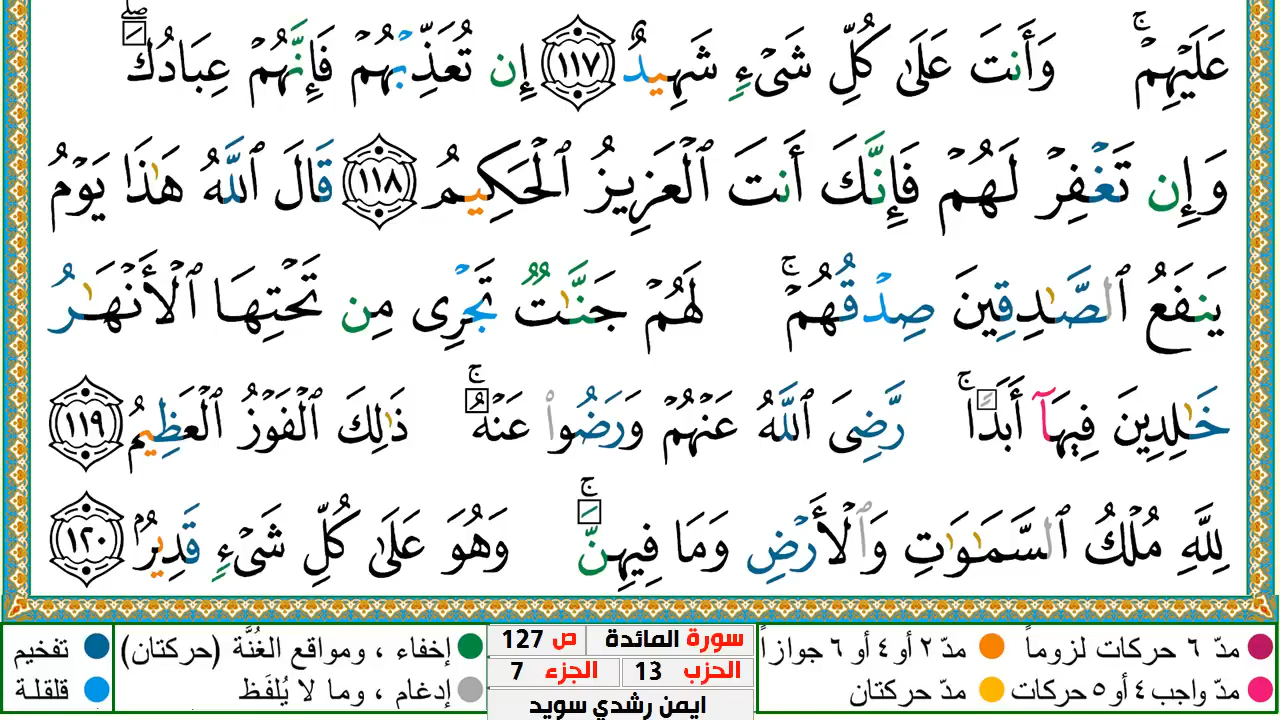 عَلَيْهِمْ ۚ وَأَنتَ عَلَىٰ كُلِّ شَىْءٍ شَهِيدٌ ١١٧ إِن تُعَذِّبْهُمْ فَإِنَّهُمْ عِبَادُكَ ۖ
وَإِن تَغْفِرْ لَهُمْ فَإِنَّكَ أَنتَ ٱلْعَزِيزُ ٱلْحَكِيمُ ١١٨ قَالَ ٱللَّهُ هَٰذَا يَوْمُ
يَنفَعُ ٱلصَّٰدِقِينَ صِدْقُهُمْ ۚ لَهُمْ جَنَّٰتٌ تَجْرِى مِن تَحْتِهَا ٱلْأَنْهَٰرُ
خَٰلِدِينَ فِيهَآ أَبَدًا ۚ رَّضِىَ ٱللَّهُ عَنْهُمْ وَرَضُوا۟ عَنْهُ ۚ ذَٰلِكَ ٱلْفَوْزُ ٱلْعَظِيمُ ١١٩
لِلَّهِ مُلْكُ ٱلسَّمَٰوَٰتِ وَٱلْأَرْضِ وَمَا فِيهِنَّ ۚ وَهُوَ عَلَىٰ كُلِّ شَىْءٍ قَدِيرٌۢ ١٢٠
مدّ ٦ حركات لزوماً مدّ ٢ أو ٤ أو ٦ جوازاً
مدّ واجب ٤ أو ٥ حركات مدّ حركتان
سورة المائدة ص 127
الحزب 13 الجزء 7
ايمن رشدي سويد
إخفاء ، ومواقع الغُنَّة (حركتان) تفخيم
إدغام ، وما لا يُلفَظ قلقلة